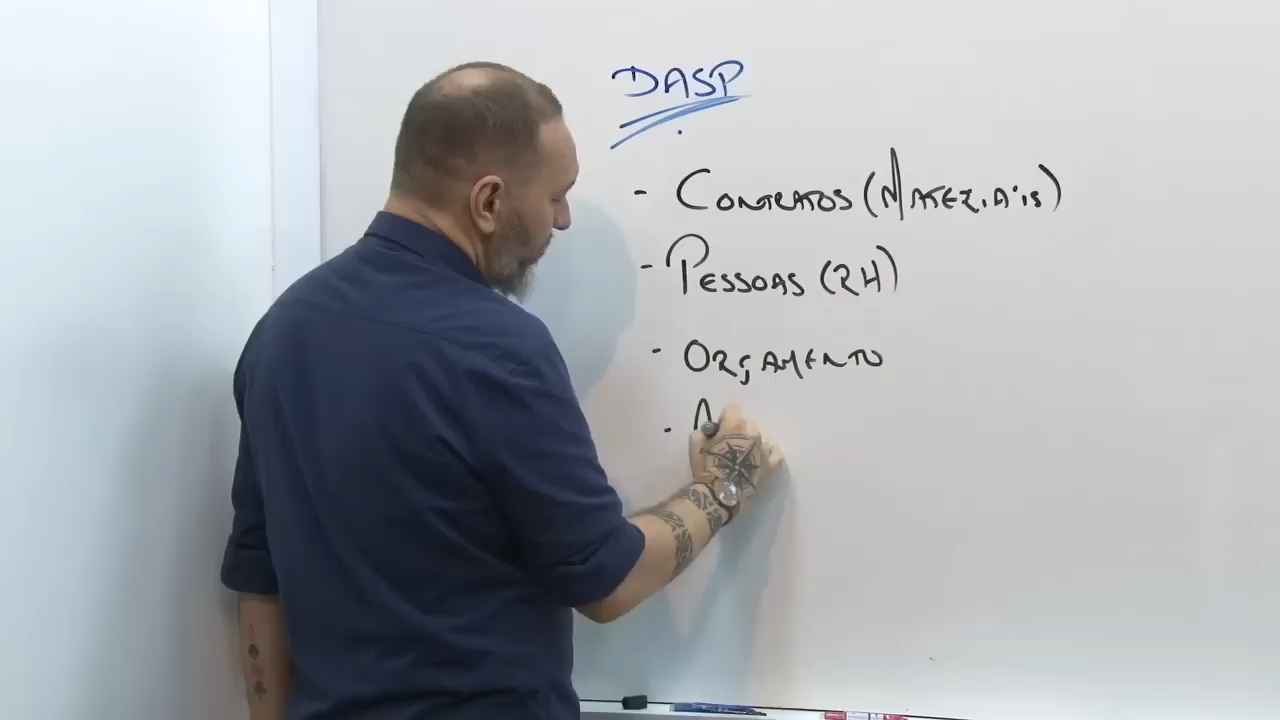 DASP
- CONTRATOS (MATERIAIS)
- PESSOAS (RH)
- ORÇAMENTO